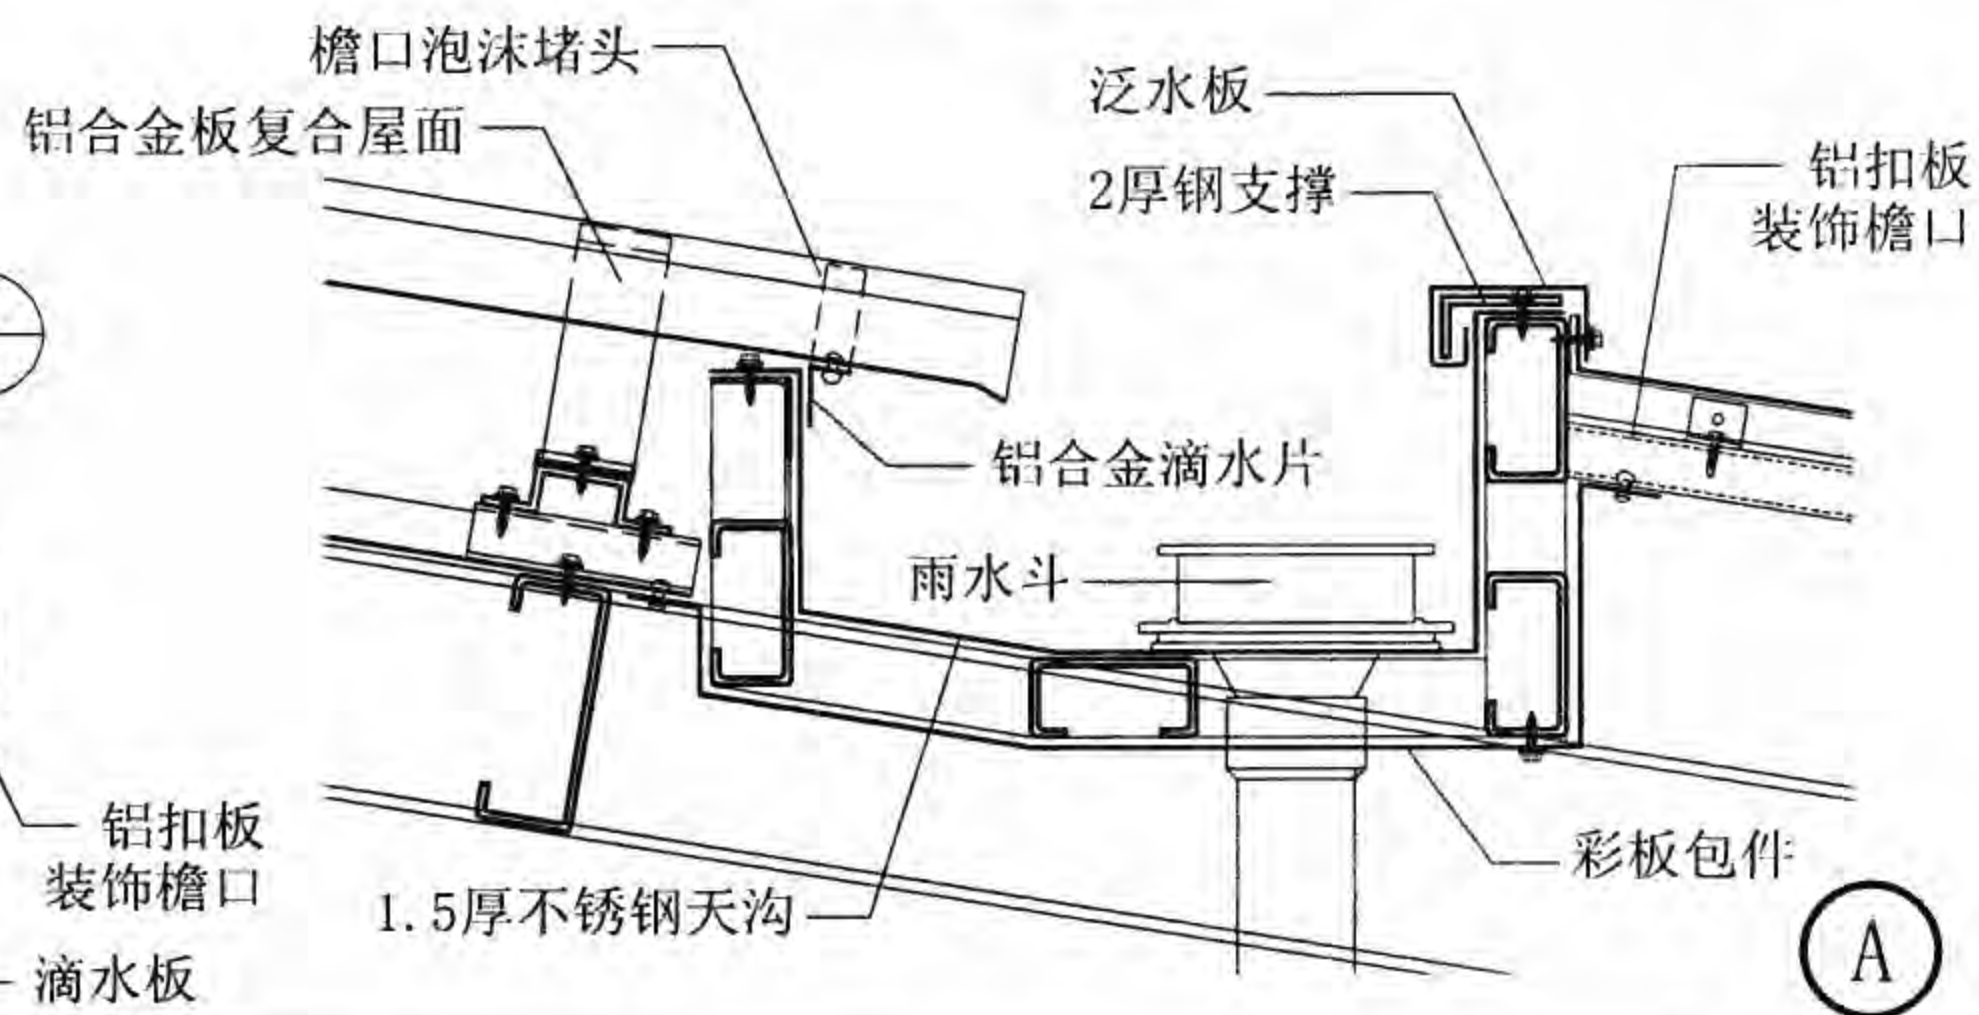 檐口泡沫堵头
铝合金板复合屋面
泛水板
2厚钢支撑
铝扣板
装饰檐口
铝合金滴水片
雨水斗
铝扣板
装饰檐口
滴水板
1.5厚不锈钢天沟
彩板包件
A